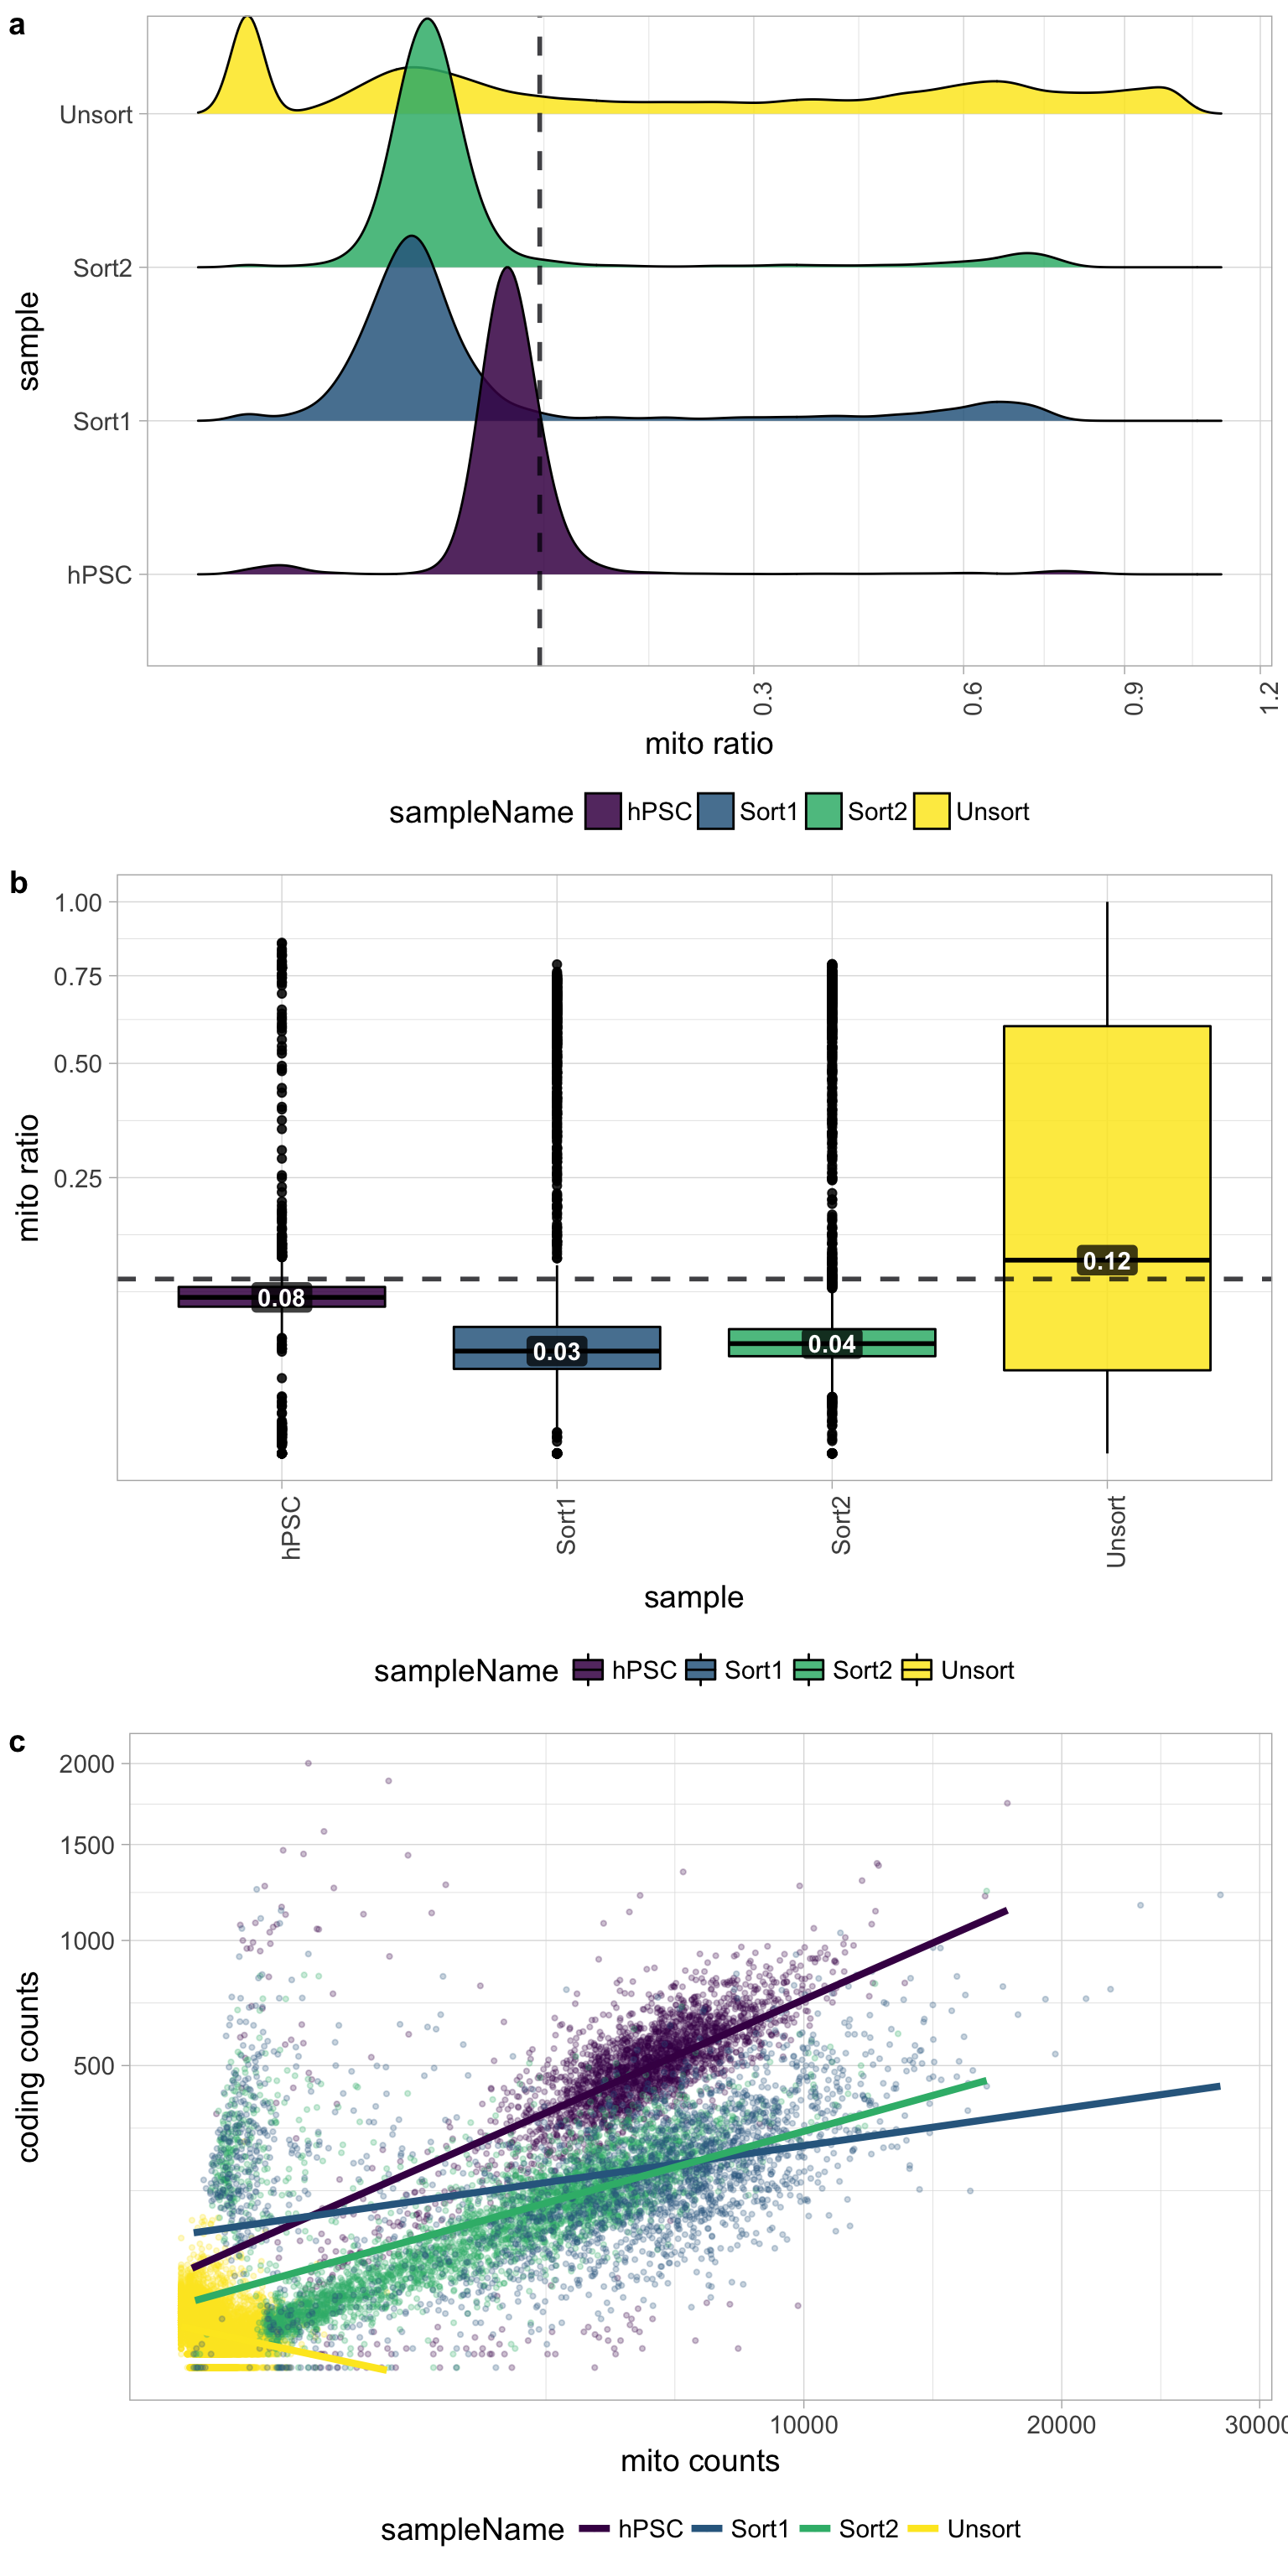 a
Unsort
Sort2
Sort1
hPSC
sample
0.3 0.6 0.9 1.2
mito ratio
sampleName hPSC Sort1 Sort2 Unsort
b
1.00
0.75
0.50
0.25
mito ratio
0.08 0.03 0.04 0.12
hPSC Sort1 Sort2 Unsort
sample
sampleName hPSC Sort1 Sort2 Unsort
c
2000
1500
1000
500
coding counts
10000 20000 30000
mito counts
sampleName hPSC Sort1 Sort2 Unsort